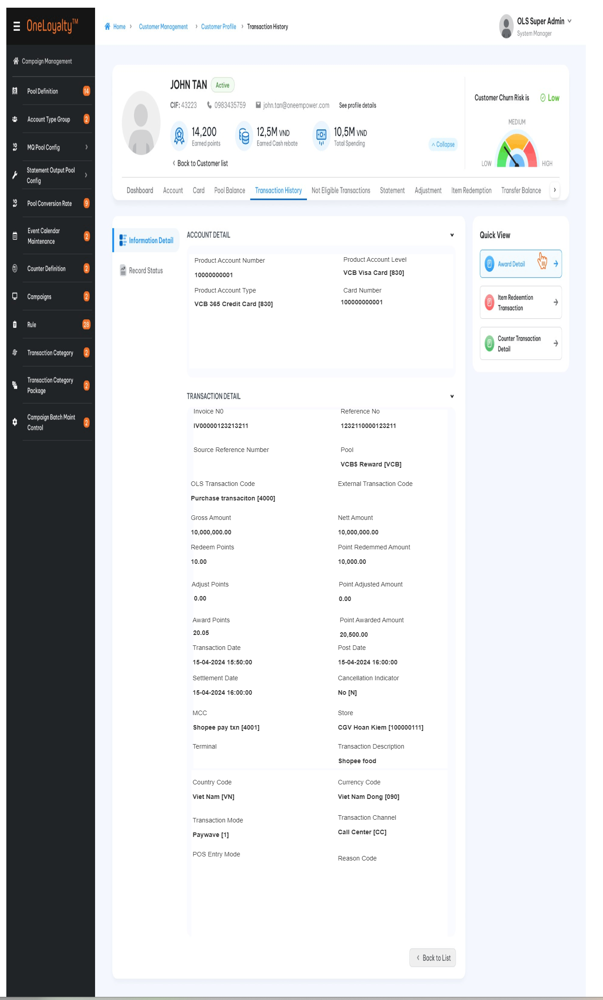 OneLoyalty™
Home > Customer Management > Customer Profile > Transaction History
OLS Super Admin
System Manager
Campaign Management
Pool Definition 14
Account Type Group 2
MQ Pool Config >
Statement Output Pool
Config >
Pool Conversion Rate 9
Event Calendar
Maintenance 2
Counter Definition 2
Campaigns 2
Rule 28
Transaction Category 2
Transaction Category
Package 2
Campaign Batch Maint
Control 2
JOHN TAN Active
CIF: 43223 0983435759 john.tan@oneempower.com See profile details
14,200
Earned points
12,5M VND
Earned Cash rebate
10,5M VND
Total Spending
Collapse
< Back to Customer list
Customer Churn Risk is Low
MEDIUM
LOW HIGH
Dashboard Account Card Pool Balance Transaction History Not Eligible Transactions Statement Adjustment Item Redemption Transfer Balance >
Information Detail
Record Status
ACCOUNT DETAIL
Product Account Number Product Account Level
10000000001 VCB Visa Card [830]
Product Account Type Card Number
VCB 365 Credit Card [830] 100000000001
TRANSACTION DETAIL
Invoice N0 Reference No
IV00000123213211 1232110000123211
Source Reference Number Pool
VCB$ Reward [VCB]
OLS Transaction Code External Transaction Code
Purchase transaciton [4000]
Gross Amount Nett Amount
10,000,000.00 10,000,000.00
Redeem Points Point Redemmed Amount
10.00 10,000.00
Adjust Points Point Adjusted Amount
0.00 0.00
Award Points Point Awarded Amount
20.05 20,500.00
Transaction Date Post Date
15-04-2024 15:50:00 15-04-2024 16:00:00
Settlement Date Cancellation Indicator
15-04-2024 16:00:00 No [N]
MCC Store
Shopee pay txn [4001] CGV Hoan Kiem [100000111]
Terminal Transaction Description
Shopee food
Country Code Currency Code
Viet Nam [VN] Viet Nam Dong [090]
Transaction Mode Transaction Channel
Paywave [1] Call Center [CC]
POS Entry Mode Reason Code
< Back to List
Quick View
Award Detail
Item Redeemtion
Transaction
Counter Transaction
Detail